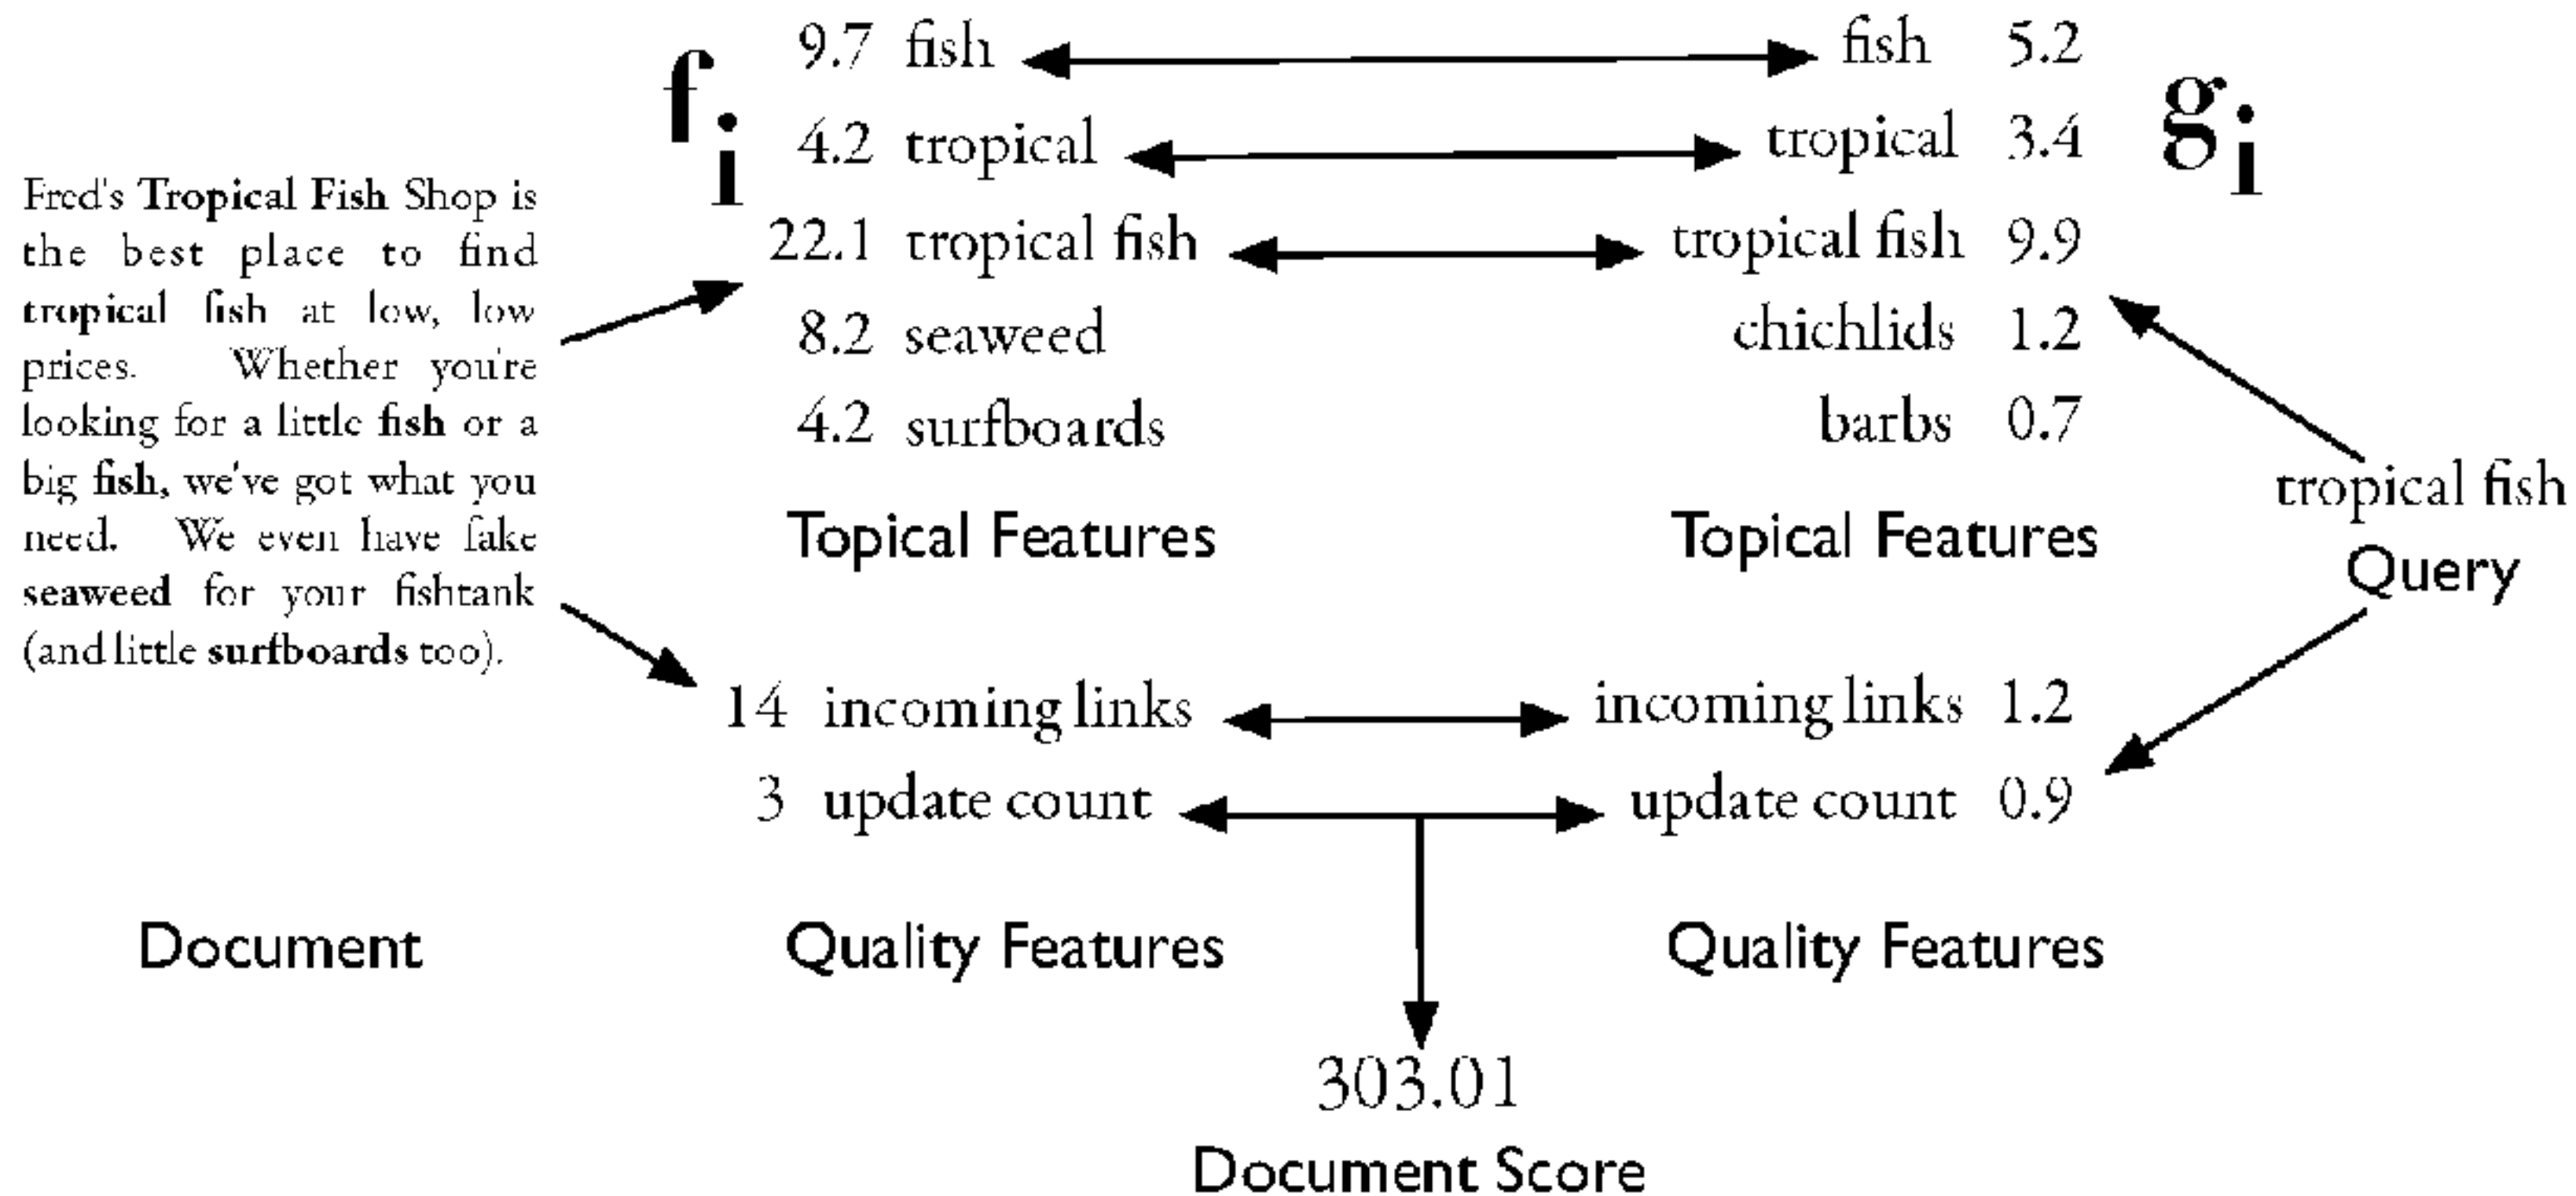 Fred's Tropical Fish Shop is
the best place to find
tropical fish at low, low
prices. Whether you're
looking for a little fish or a
big fish, we've got what you
need. We even have fake
seaweed for your fishtank
(and little surfboards too).
Document
fi
9.7 fish
4.2 tropical
22.1 tropical fish
8.2 seaweed
4.2 surfboards
Topical Features
14 incoming links
3 update count
Quality Features
fish 5.2
tropical 3.4
tropical fish 9.9
chichlids 1.2
barbs 0.7
gi
Topical Features
incoming links 1.2
update count 0.9
Quality Features
tropical fish
Query
303.01
Document Score